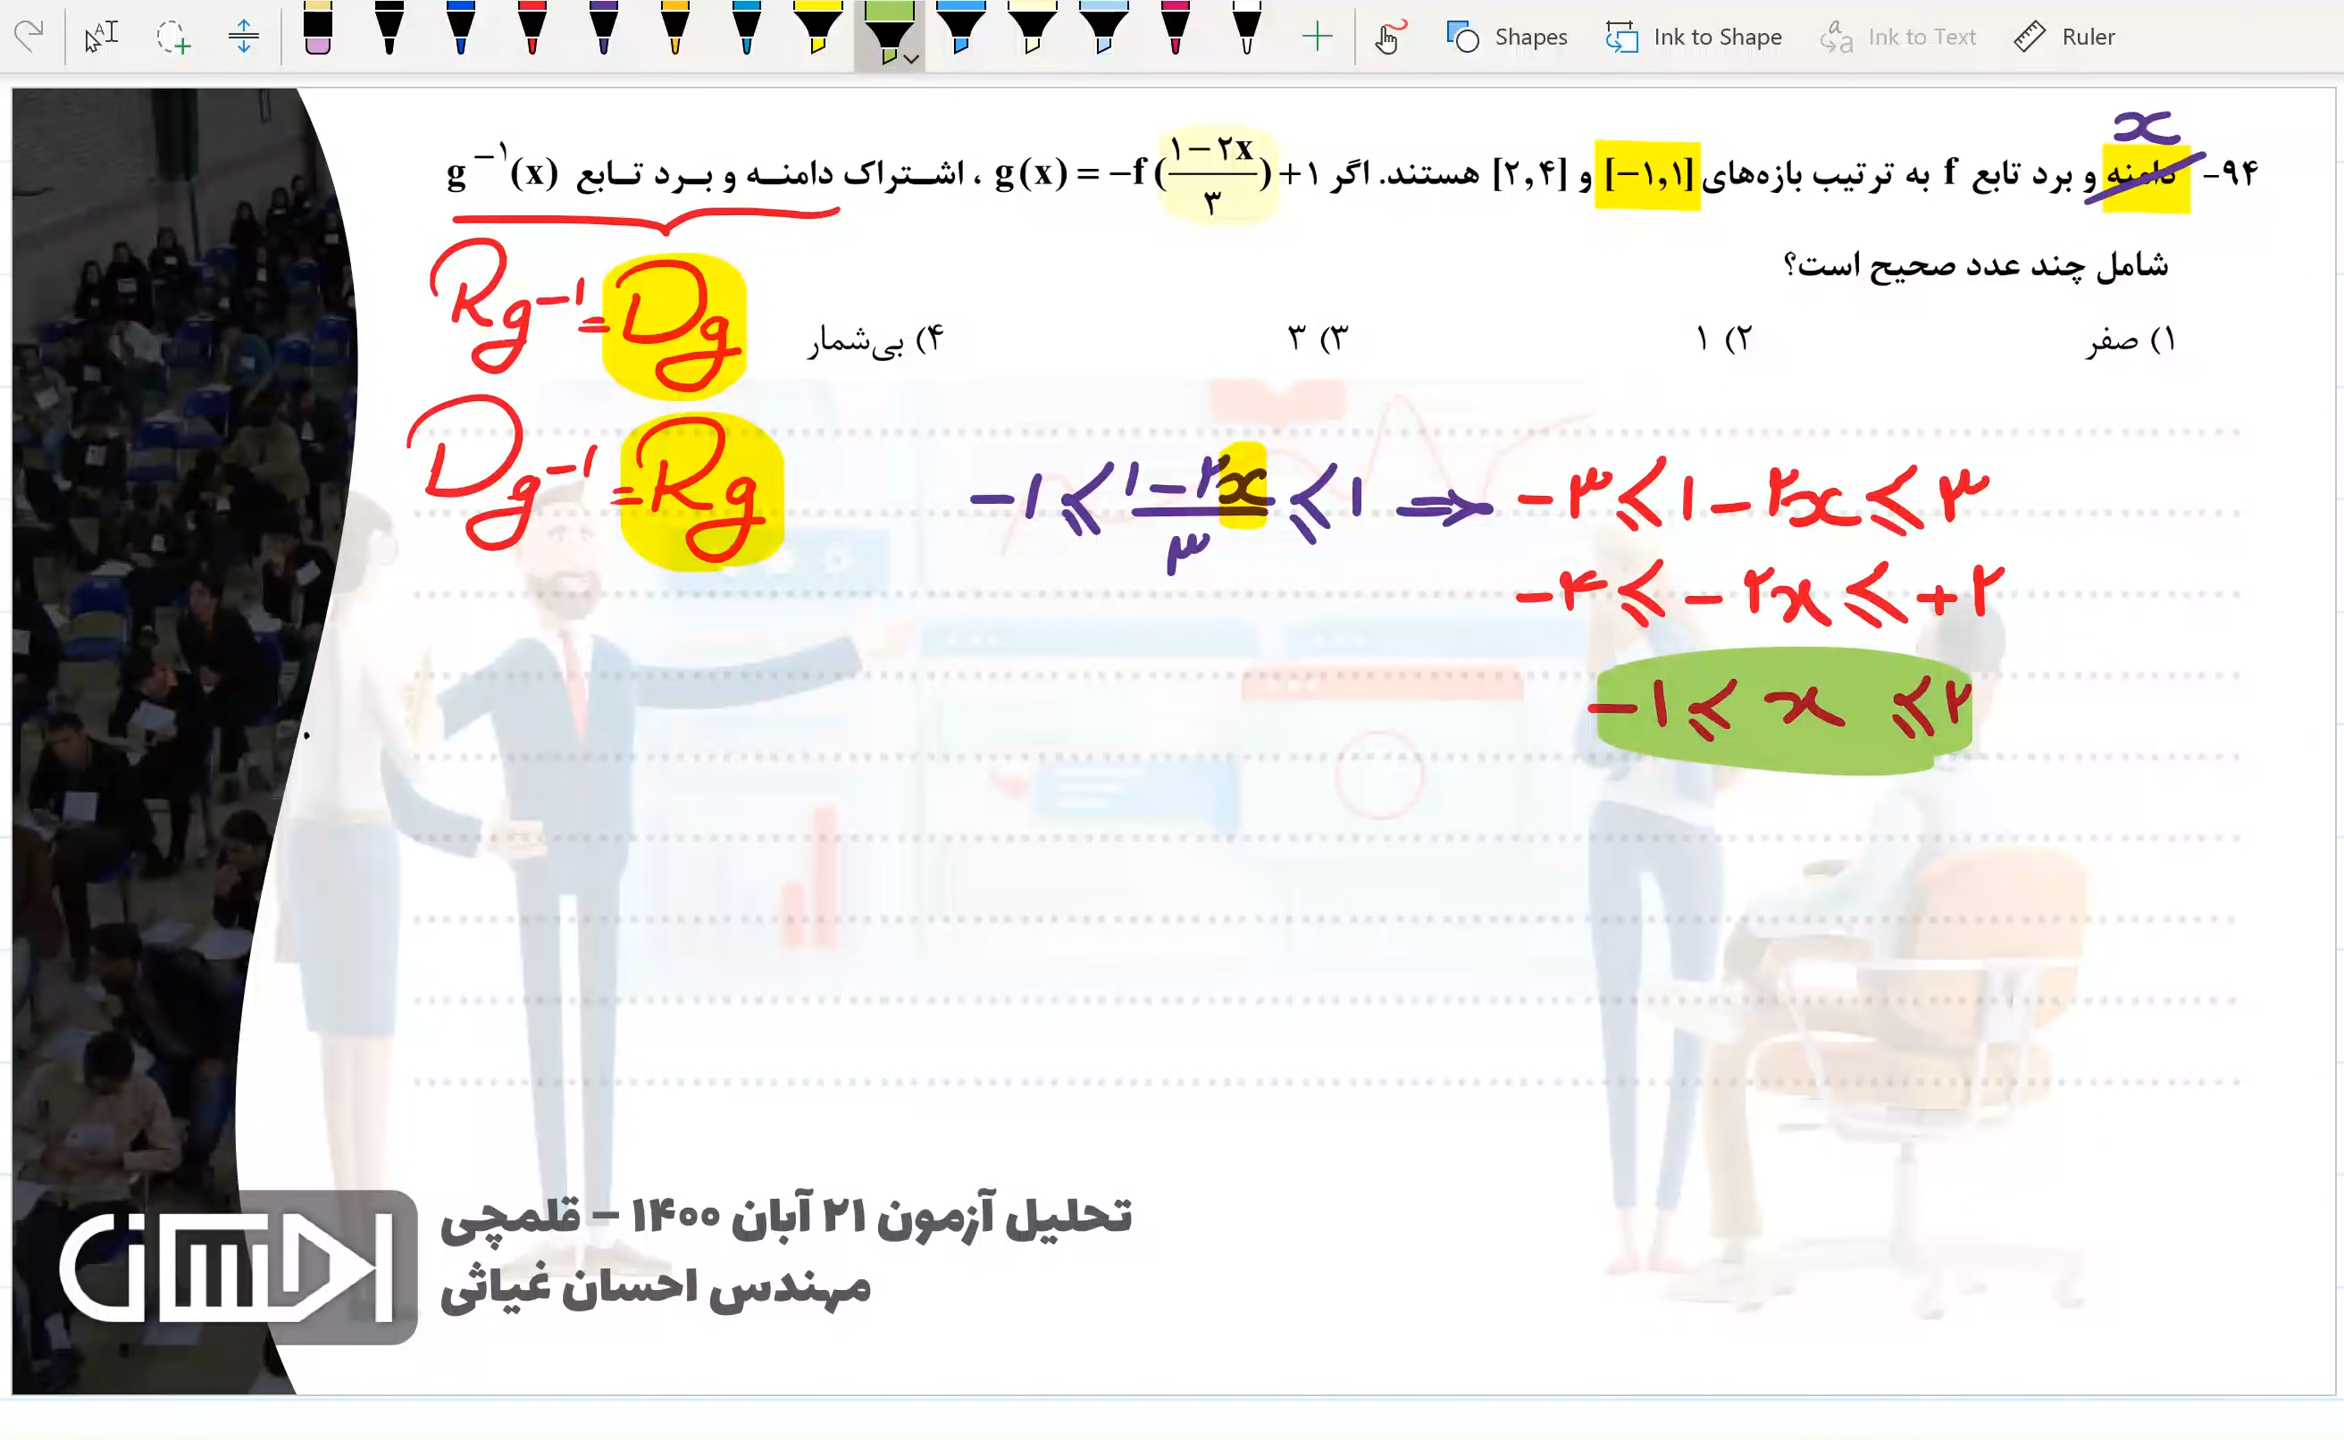 Shapes Ink to Shape Ink to Text Ruler
x
۹۴- دامنه و برد تابع f به ترتیب بازه‌های [−۱,۱] و [۲,۴] هستند. اگر g(x) = −f(۱−۲x/۳)+۱ ، اشتراک دامنه و برد تابع g⁻¹(x)
شامل چند عدد صحیح است؟
۱) صفر ۲) ۱ ۳) ۳ ۴) بی‌شمار
Rg⁻¹ = Dg
Dg⁻¹ = Rg
−۱ ⩽ ۱−۲x/۳ ⩽ ۱ ⇒ −۳ ⩽ ۱ − ۲x ⩽ ۳
−۴ ⩽ − ۲x ⩽ +۲
−۱ ⩽ x ⩽ ۲
تحلیل آزمون ۲۱ آبان ۱۴۰۰ – قلمچی
مهندس احسان غیاثی